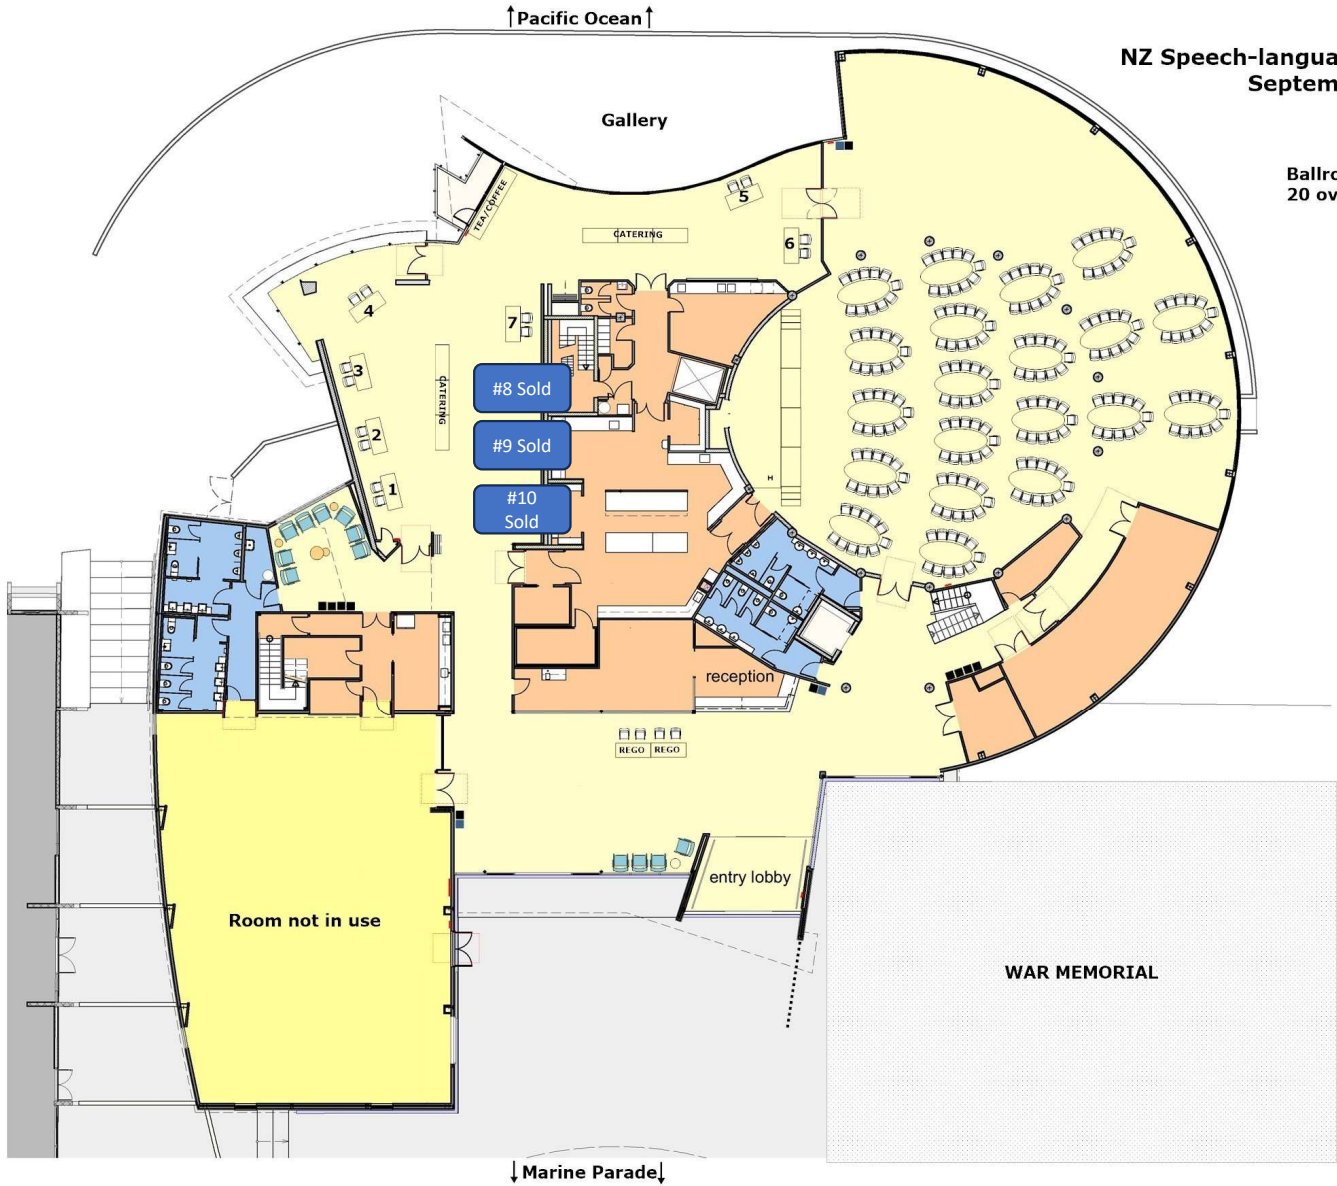 Pacific Ocean
NZ Speech-langua
Septem
Gallery
Ballro
20 ov
TEA/COFFEE
5
CATERING
6
4
7
3
CATERING
#8 Sold
2
#9 Sold
1
#10
Sold
H
reception
REGO REGO
entry lobby
Room not in use
WAR MEMORIAL
Marine Parade